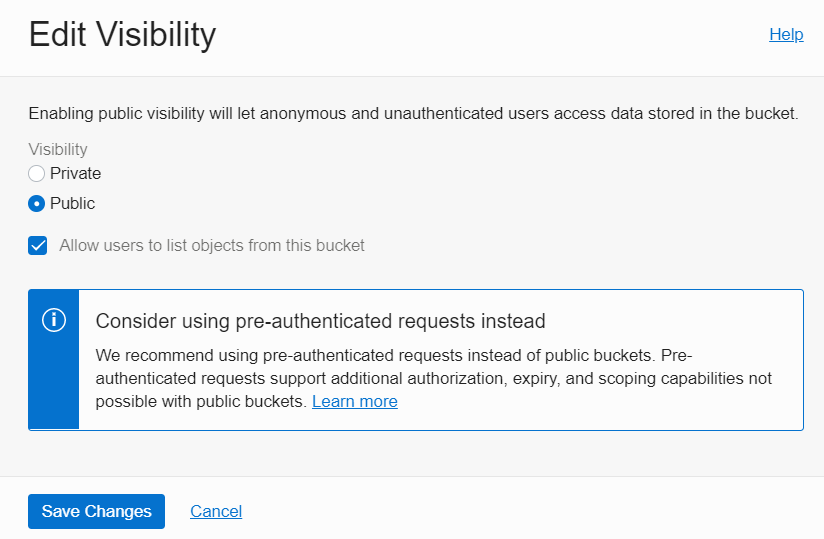 Edit Visibility
Help
Enabling public visibility will let anonymous and unauthenticated users access data stored in the bucket.
Visibility
Private
Public
Allow users to list objects from this bucket
Consider using pre-authenticated requests instead
We recommend using pre-authenticated requests instead of public buckets. Pre-
authenticated requests support additional authorization, expiry, and scoping capabilities not
possible with public buckets. Learn more
Save Changes
Cancel